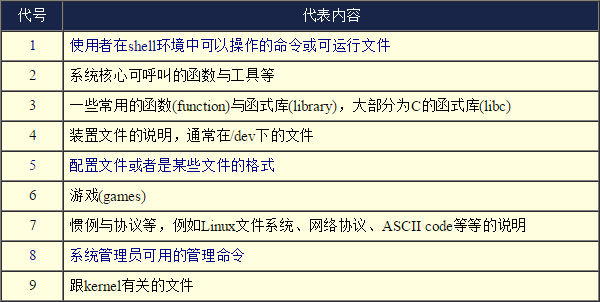 代号 代表内容
1 使用者在shell环境中可以操作的命令或可运行文件
2 系统核心可呼叫的函数与工具等
3 一些常用的函数(function)与函式库(library)，大部分为C的函式库(libc)
4 装置文件的说明，通常在/dev下的文件
5 配置文件或者是某些文件的格式
6 游戏(games)
7 惯例与协议等，例如Linux文件系统、网络协议、ASCII code等等的说明
8 系统管理员可用的管理命令
9 跟kernel有关的文件